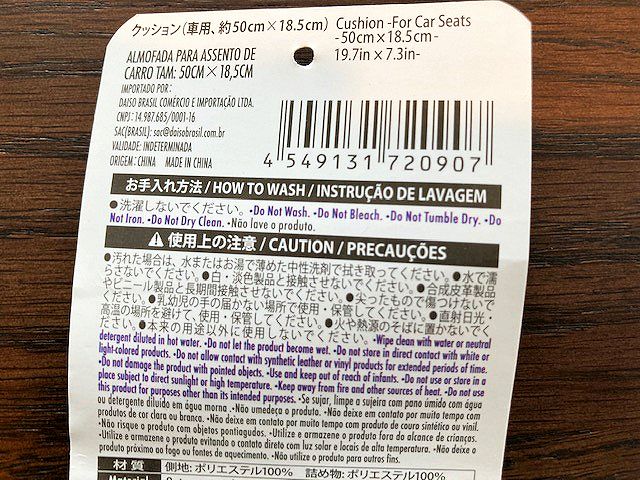 クッション(車用、約50cm×18.5cm)
Cushion -For Car Seats
-50cm×18.5cm-
19.7in×7.3in-
ALMOFADA PARA ASSENTO DE
CARRO TAM: 50CM×18,5CM
IMPORTADO POR:
DAISO BRASIL COMÉRCIO E IMPORTAÇÃO LTDA.
CNPJ: 14.987.685/0001-16
SAC(BRASIL): sac@daisobrasil.com.br
VALIDADE: INDETERMINADA
ORIGEM: CHINA MADE IN CHINA
4 549131 720907
お手入れ方法 / HOW TO WASH / INSTRUÇÃO DE LAVAGEM
●洗濯しないでください。 •Do Not Wash. •Do Not Bleach. •Do Not Tumble Dry. •Do
Not Iron. •Do Not Dry Clean. •Não lave o produto.
⚠ 使用上の注意 / CAUTION / PRECAUÇÕES
●汚れた場合は、水またはお湯で薄めた中性洗剤で拭き取ってください。●水で濡
らさないでください。●白・淡色製品と接触させないでください。●合成皮革製品
やビニール製品と長期間接触させないでください。●尖ったもので傷つけないで
ください。●乳幼児の手の届かない場所で使用・保管してください。●直射日光・
高温の場所を避けて、使用・保管してください。●火や熱源のそばに置かないでく
ださい。●本来の用途以外に使用しないでください。 •Wipe clean with water or neutral
detergent diluted in hot water. •Do not let the product become wet. •Do not store in direct contact with white or
light-colored products. •Do not allow contact with synthetic leather or vinyl products for extended periods of time.
•Do not damage the product with pointed objects. •Use and keep out of reach of infants. •Do not use or store in a
place subject to direct sunlight or high temperature. •Keep away from fire and other sources of heat. •Do not use
this product for purposes other than its intended purposes. •Se sujar, limpe a sujeira com pano úmido com água
ou detergente diluído em água morna. •Não umedeça o produto. •Não deixe em contato por muito tempo com
produtos de cor clara ou branco. •Não deixe em contato por muito tempo com produto de couro sintético ou vinil.
•Não risque o produto com objetos pontiagudos. •Utilize e armazene o produto fora do alcance de crianças.
•Utilize e armazene o produto evitando o contato direto com luz solar e locais de alta temperatura. •Não deixe o
produto próximo ao fogo ou fontes de aquecimento. •Não utilize o produto para outros fins.
材質 側地: ポリエステル100% 詰め物: ポリエステル100%
Material